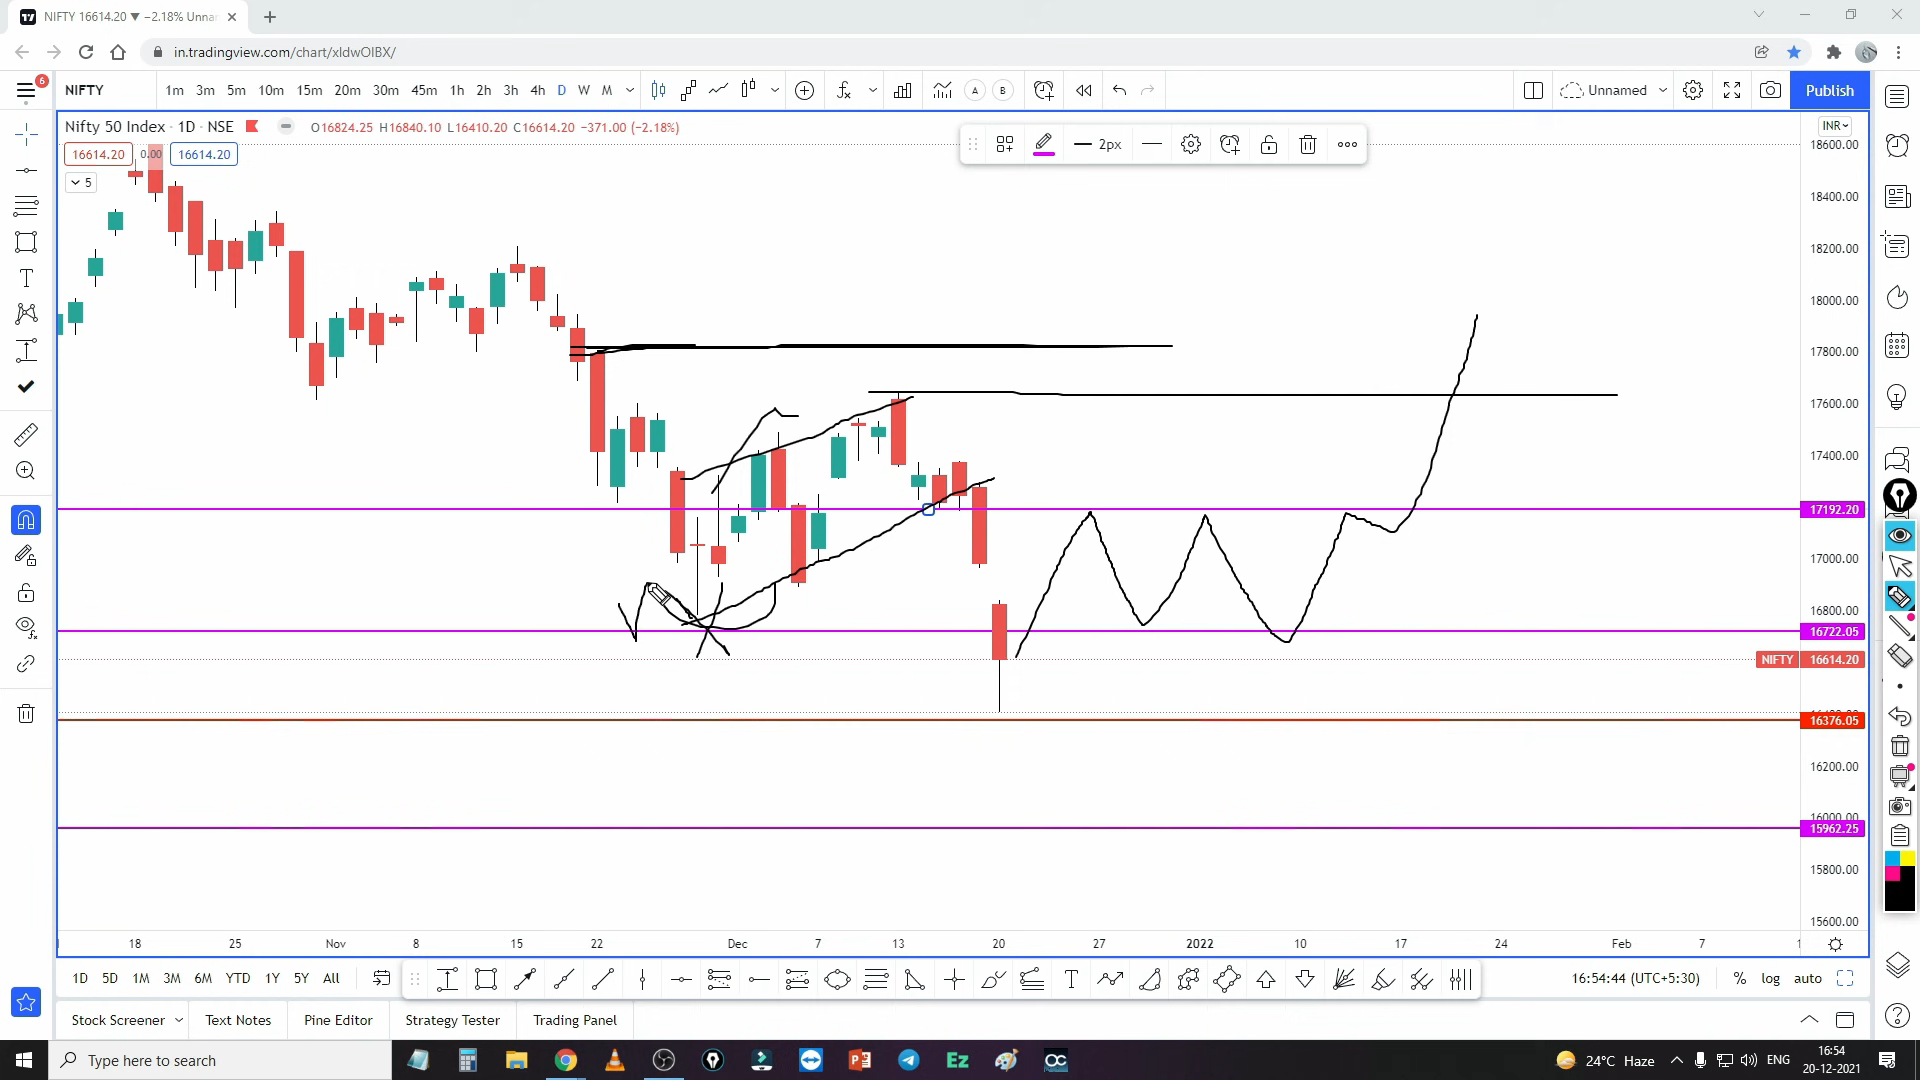 NIFTY 16614.20 ▼ −2.18% Unna
in.tradingview.com/chart/xIdwOIBX/
6
NIFTY
1m 3m 5m 10m 15m 20m 30m 45m 1h 2h 3h 4h D W M
A B
Unnamed
Publish
Nifty 50 Index · 1D · NSE
O16824.25 H16840.10 L16410.20 C16614.20 −371.00 (−2.18%)
16614.20 0.00 16614.20
5
2px
INR
18600.00
18400.00
18200.00
18000.00
17800.00
17600.00
17400.00
17192.20
17000.00
16800.00
16722.05
NIFTY 16614.20
16376.05
16200.00
16000.00
15962.25
15800.00
15600.00
18 25 Nov 8 15 22 Dec 7 13 20 27 2022 10 17 24 Feb 7
1D 5D 1M 3M 6M YTD 1Y 5Y All
16:54:44 (UTC+5:30) % log auto
Stock Screener Text Notes Pine Editor Strategy Tester Trading Panel
Type here to search
Ez
24°C Haze
ENG
16:54
20-12-2021